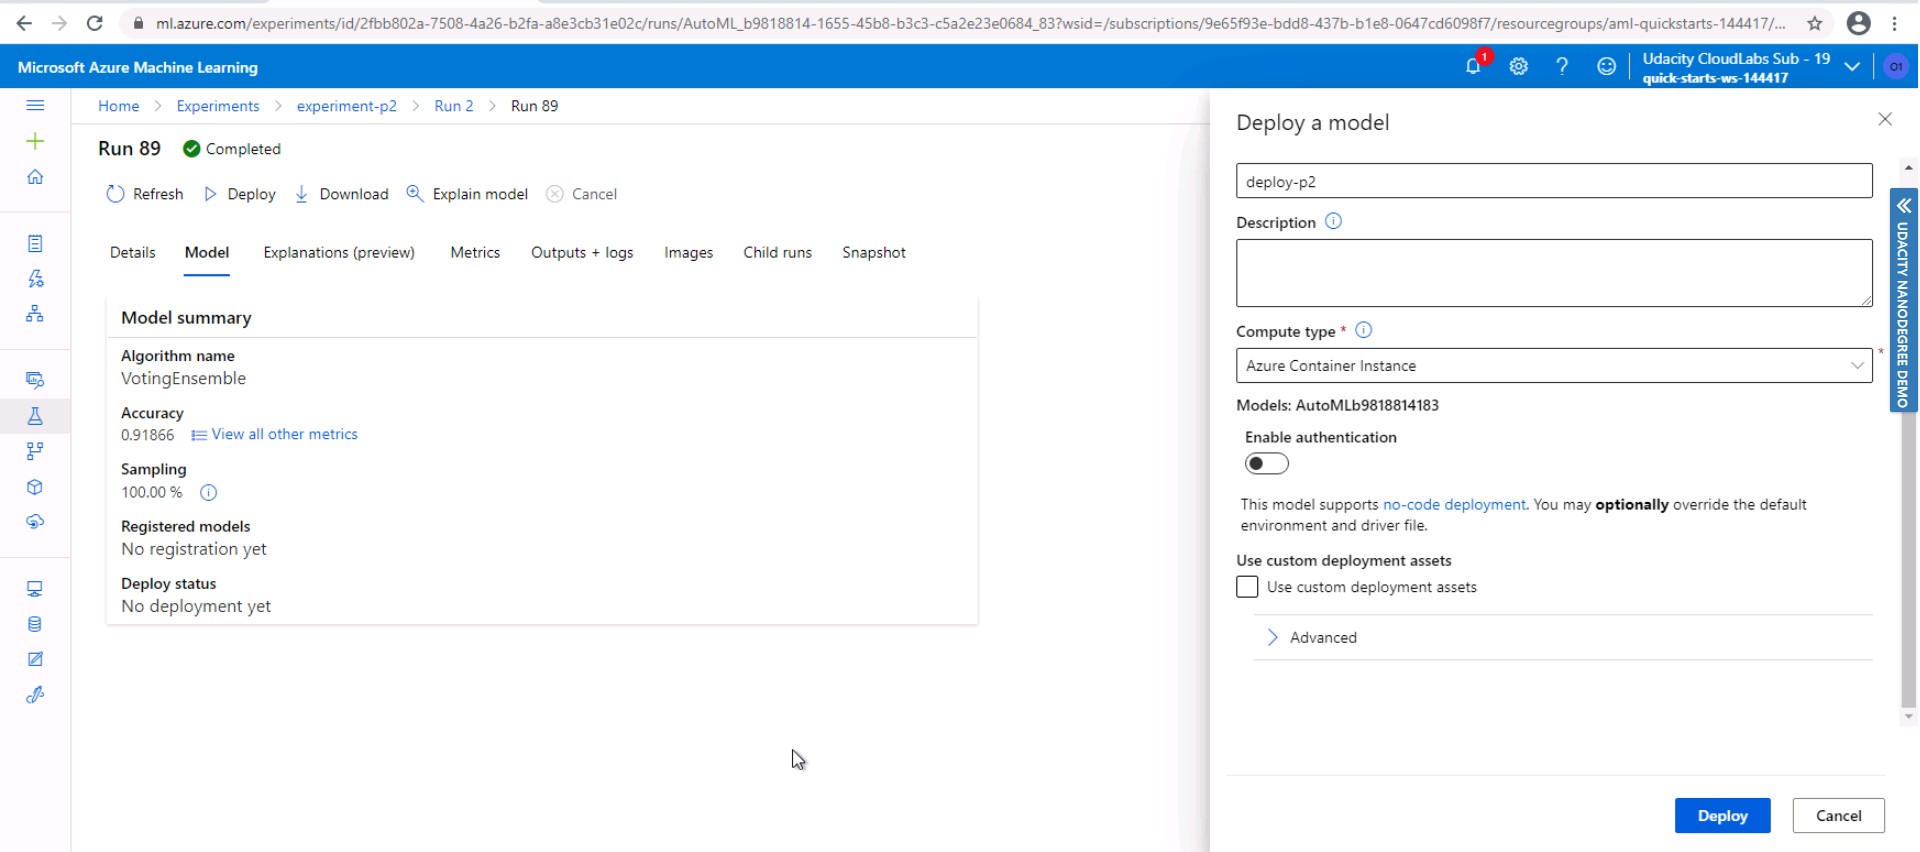 ml.azure.com/experiments/id/2fbb802a-7508-4a26-b2fa-a8e3cb31e02c/runs/AutoML_b9818814-1655-45b8-b3c3-c5a2e23e0684_83?wsid=/subscriptions/9e65f93e-bdd8-437b-b1e8-0647cd6098f7/resourcegroups/aml-quickstarts-144417/...
Microsoft Azure Machine Learning
1
?
Udacity CloudLabs Sub - 19
quick-starts-ws-144417
O1
Home > Experiments > experiment-p2 > Run 2 > Run 89
Run 89 Completed
Refresh Deploy Download Explain model Cancel
Details Model Explanations (preview) Metrics Outputs + logs Images Child runs Snapshot
Model summary
Algorithm name
VotingEnsemble
Accuracy
0.91866 View all other metrics
Sampling
100.00 %
Registered models
No registration yet
Deploy status
No deployment yet
Deploy a model
deploy-p2
Description
Compute type *
Azure Container Instance
*
Models: AutoMLb9818814183
Enable authentication
This model supports no-code deployment. You may optionally override the default
environment and driver file.
Use custom deployment assets
Use custom deployment assets
Advanced
Deploy Cancel
UDACITY NANODEGREE DEMO